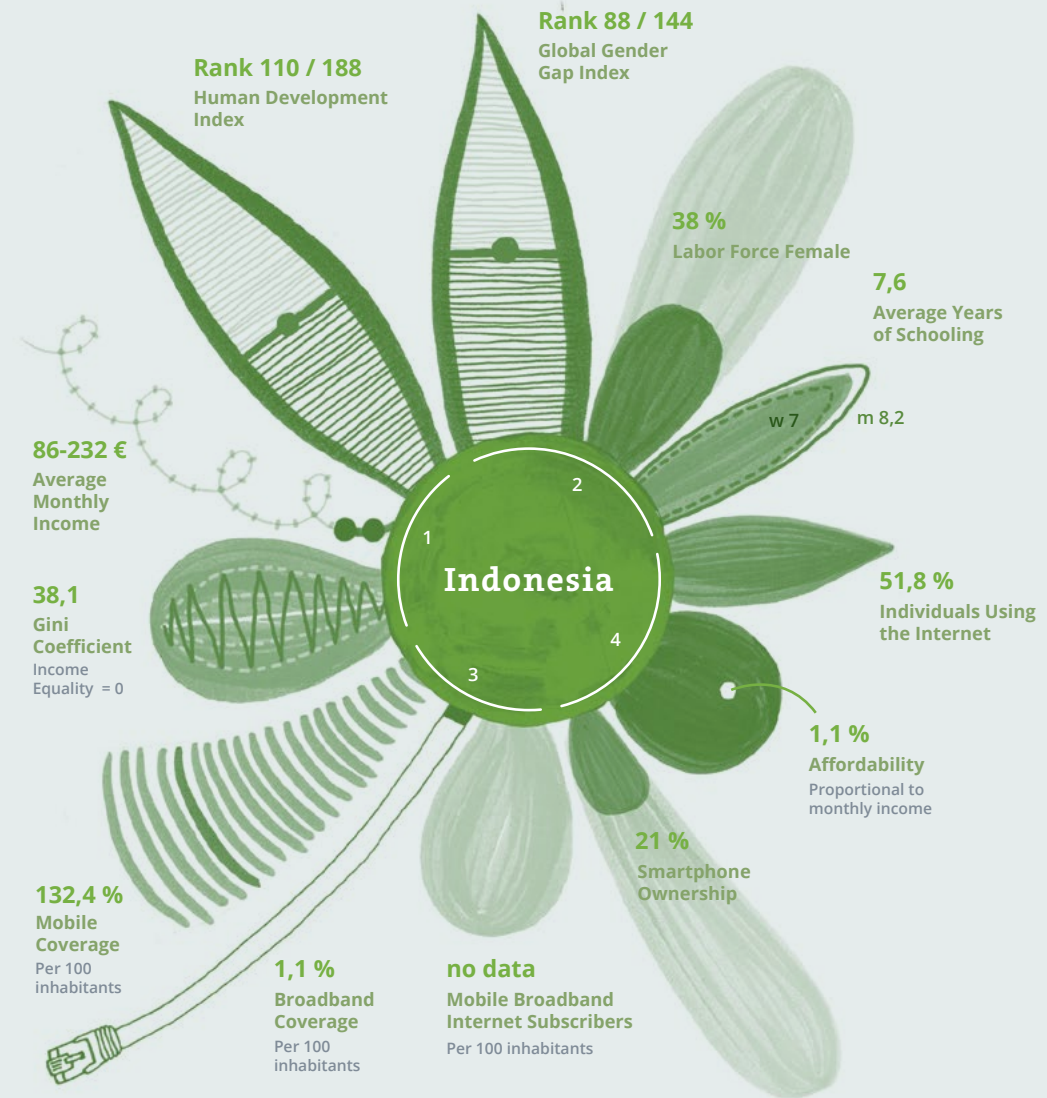 Rank 88 / 144
Global Gender
Gap Index
Rank 110 / 188
Human Development
Index
38 %
Labor Force Female
7,6
Average Years
of Schooling
w 7
m 8,2
86-232 €
Average
Monthly
Income
2
1
Indonesia
51,8 %
Individuals Using
the Internet
38,1
Gini
Coefficient
Income
Equality = 0
4
3
1,1 %
Affordability
Proportional to
monthly income
21 %
Smartphone
Ownership
132,4 %
Mobile
Coverage
Per 100
inhabitants
1,1 %
Broadband
Coverage
Per 100
inhabitants
no data
Mobile Broadband
Internet Subscribers
Per 100 inhabitants